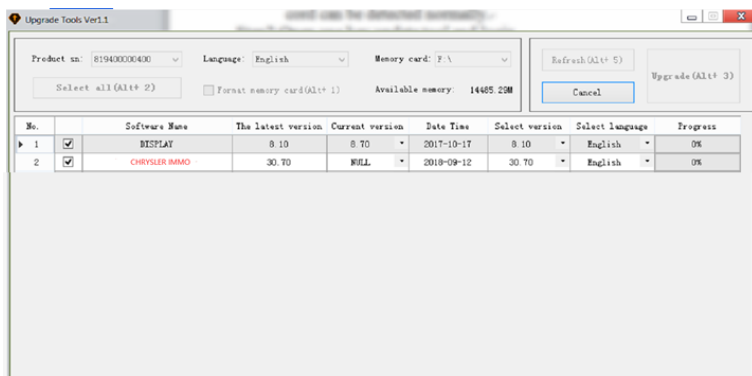 Upgrade Tools Ver1.1
Product sn: 819400000400 Language: English Memory card: F:\ Refresh(Alt+ 5)
Select all(Alt+ 2) Format memory card(Alt+ 1) Available memory: 14485.29M Cancel Upgrade(Alt+ 3)
No. Software Name The latest version Current version Date Time Select version Select language Progress
1 DISPLAY 8.10 8.70 2017-10-17 8.10 English 0%
2 CHRYSLER IMMO 30.70 NULL 2018-09-12 30.70 English 0%